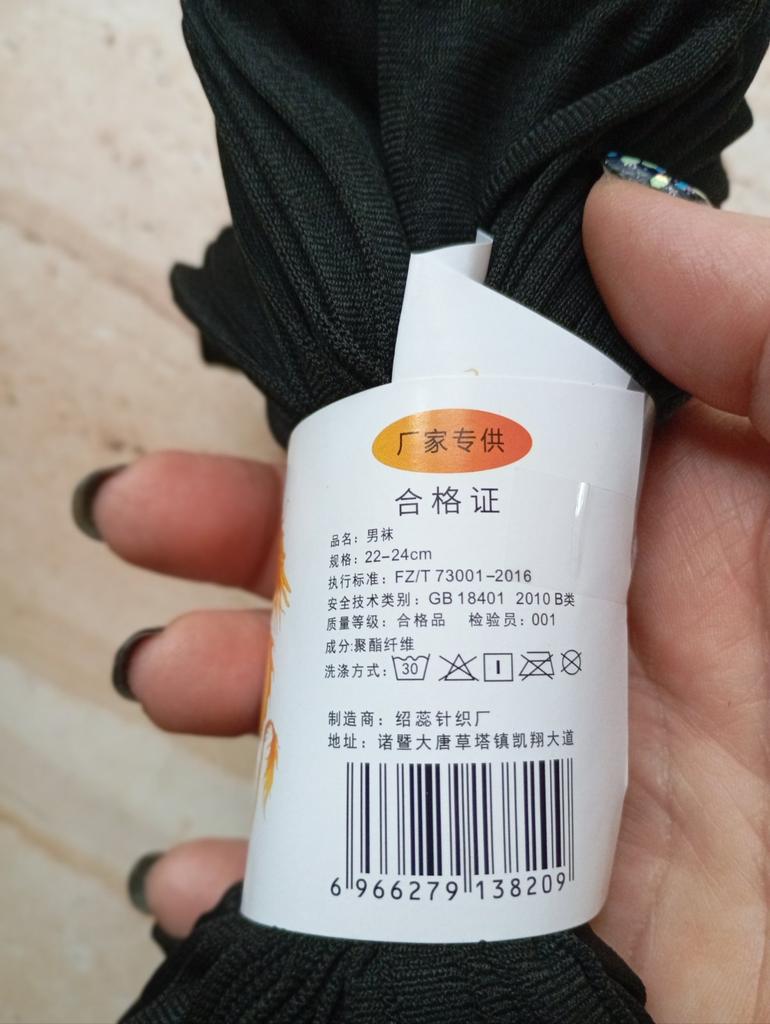 厂家专供
合格证
品名：男袜
规格：22-24cm
执行标准：FZ/T 73001-2016
安全技术类别：GB 18401 2010 B类
质量等级：合格品 检验员：001
成分:聚酯纤维
洗涤方式： 30
制造商：绍蕊针织厂
地址：诸暨大唐草塔镇凯翔大道
6 966279 138209